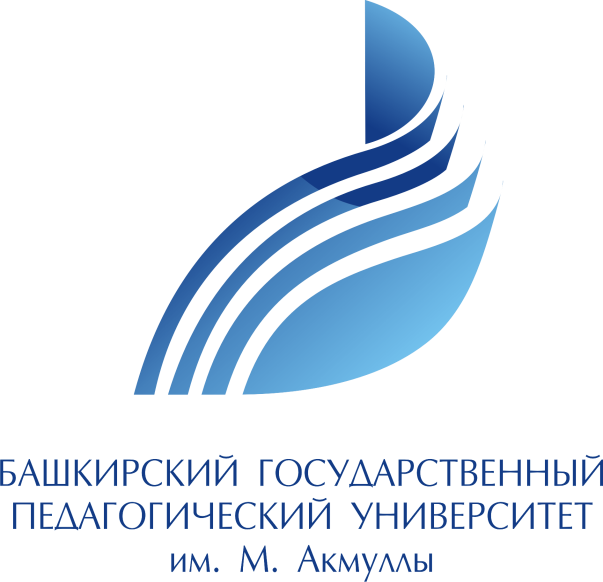 БАШКИРСКИЙ ГОСУДАРСТВЕННЫЙ
ПЕДАГОГИЧЕСКИЙ УНИВЕРСИТЕТ
им. М. Акмуллы